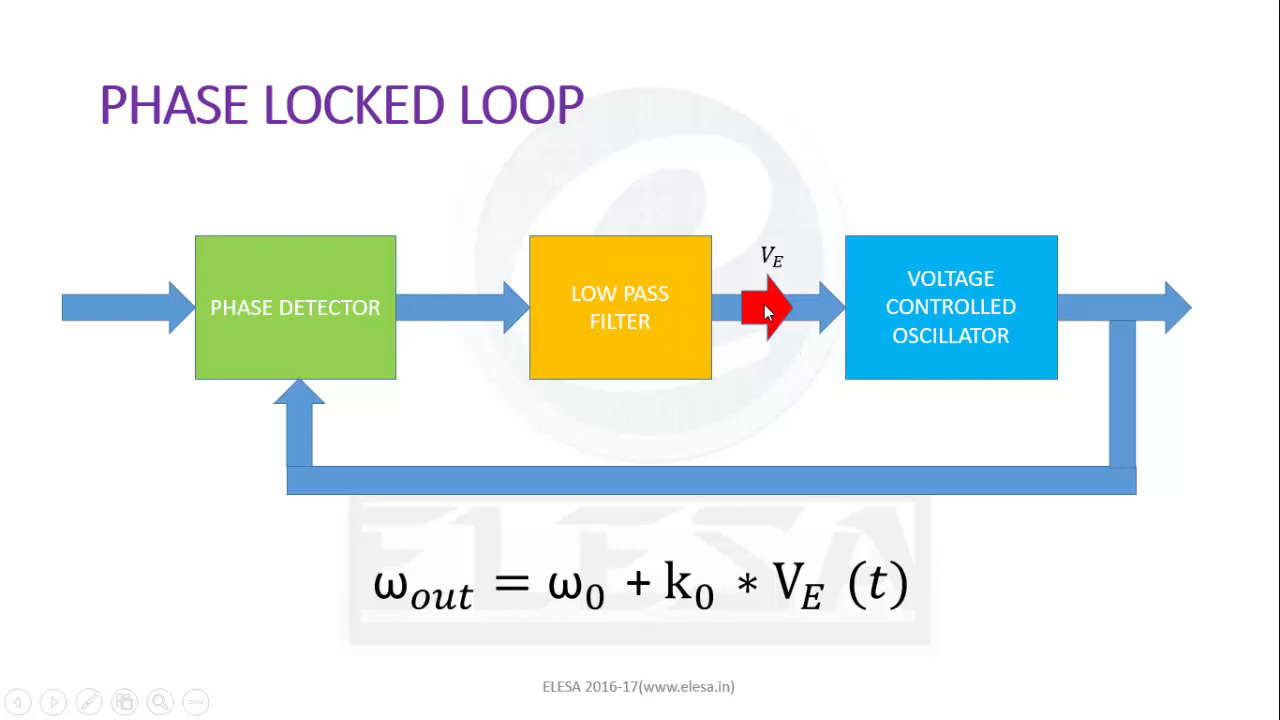 PHASE LOCKED LOOP
V_E
PHASE DETECTOR
LOW PASS
FILTER
VOLTAGE
CONTROLLED
OSCILLATOR
ELESA
ω_out = ω_0 + k_0 * V_E (t)
ELESA 2016-17(www.elesa.in)